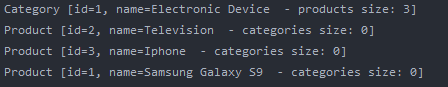 Category [id=1, name=Electronic Device  - products size: 3]
Product [id=2, name=Television  - categories size: 0]
Product [id=3, name=Iphone  - categories size: 0]
Product [id=1, name=Samsung Galaxy S9  - categories size: 0]